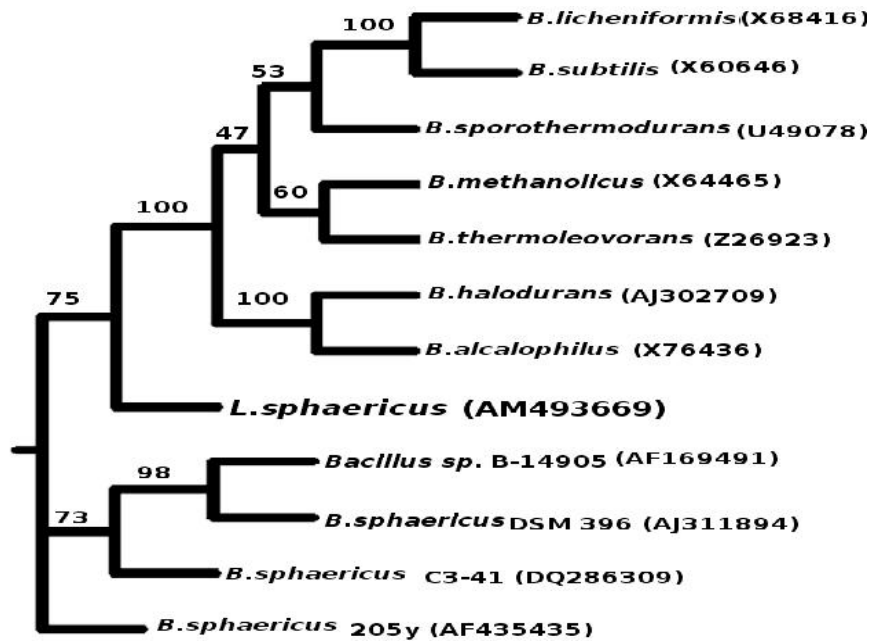 100
B.licheniformis (X68416)
53
B.subtilis (X60646)
47
B.sporothermodurans (U49078)
B.methanolicus (X64465)
60
100
B.thermoleovorans (Z26923)
75
100
B.halodurans (AJ302709)
B.alcalophilus (X76436)
L.sphaericus (AM493669)
Bacillus sp. B-14905 (AF169491)
98
73
B.sphaericus DSM 396 (AJ311894)
B.sphaericus C3-41 (DQ286309)
B.sphaericus 205y (AF435435)